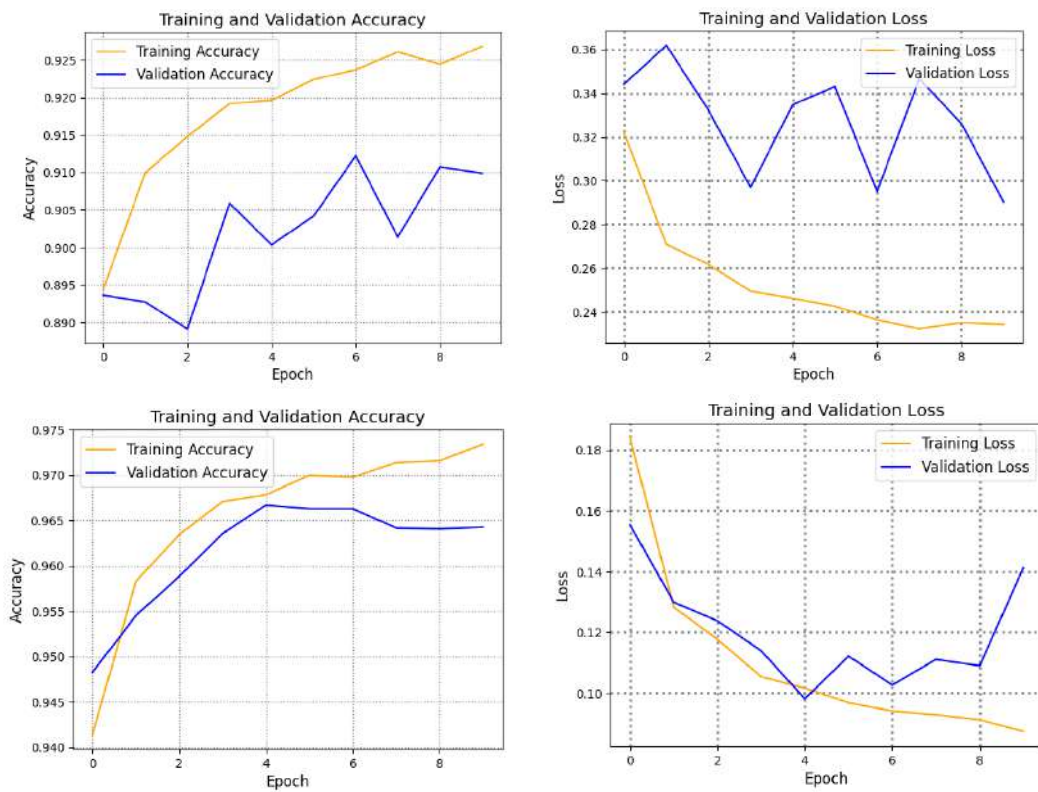 Training and Validation Accuracy
Training Accuracy
Validation Accuracy
0.925
0.920
0.915
0.910
0.905
0.900
0.895
0.890
Accuracy
0
2
4
6
8
Epoch
Training and Validation Loss
Training Loss
Validation Loss
0.36
0.34
0.32
0.30
0.28
0.26
0.24
Loss
0
2
4
6
8
Epoch
Training and Validation Accuracy
Training Accuracy
Validation Accuracy
0.975
0.970
0.965
0.960
0.955
0.950
0.945
0.940
Accuracy
0
2
4
6
8
Epoch
Training and Validation Loss
Training Loss
Validation Loss
0.18
0.16
0.14
0.12
0.10
Loss
0
2
4
6
8
Epoch